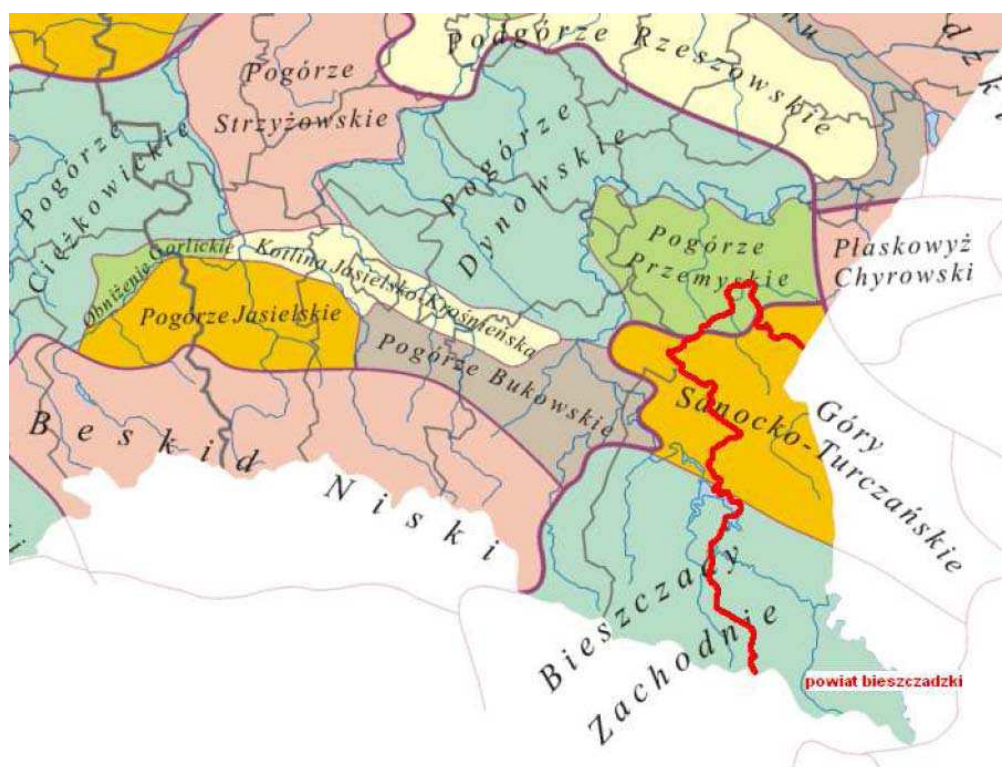 Podgórze Rzeszowskie
Pogórze
Strzyżowskie
Pogórze
Ciężkowickie
Pogórze
Dynowskie
Obniżenie Gorlickie
Kotlina Jasielsko-Krośnieńska
Pogórze
Przemyskie
Płaskowyż
Chyrowski
Pogórze Jasielskie
Pogórze Bukowskie
Beskid Niski
Góry
Sanocko-Turczańskie
Bieszczady
Zachodnie
powiat bieszczadzki